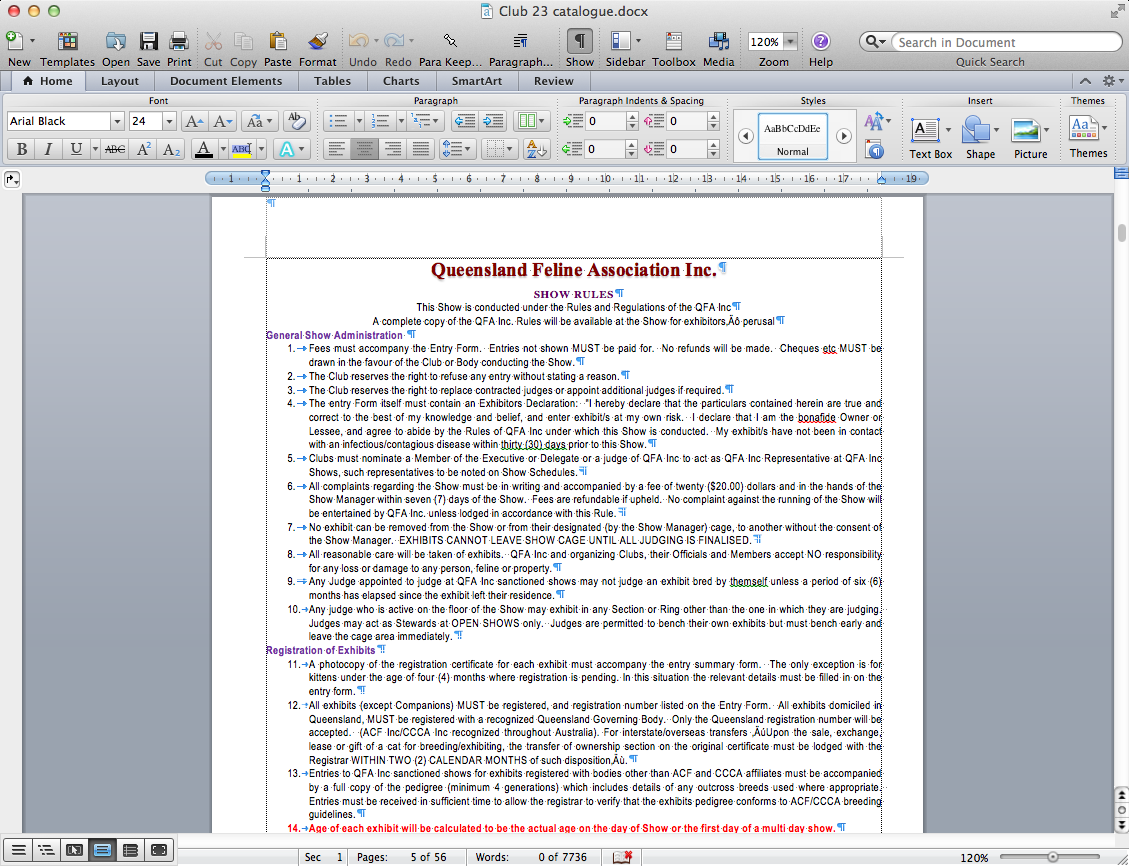 Club 23 catalogue.docx
New Templates Open Save Print Cut Copy Paste Format Undo Redo Para Keep... Paragraph... Show Sidebar Toolbox Media 120% Zoom Help Search in Document Quick Search
Home Layout Document Elements Tables Charts SmartArt Review
Font Paragraph Paragraph Indents & Spacing Styles Insert Themes
Arial Black 24 0 0 AaBbCcDdEe Normal
B I U ABC A² A₂ A ABC A 0 0 Text Box Shape Picture Themes
1 1 2 3 4 5 6 7 8 9 10 11 12 13 14 15 16 17 19
Queensland Feline Association Inc.
SHOW RULES
This Show is conducted under the Rules and Regulations of the QFA Inc
A complete copy of the QFA Inc. Rules will be available at the Show for exhibitors‚Äô perusal
General Show Administration
1. Fees must accompany the Entry Form. Entries not shown MUST be paid for. No refunds will be made. Cheques etc MUST be
drawn in the favour of the Club or Body conducting the Show.
2. The Club reserves the right to refuse any entry without stating a reason.
3. The Club reserves the right to replace contracted judges or appoint additional judges if required.
4. The entry Form itself must contain an Exhibitors Declaration: "I hereby declare that the particulars contained herein are true and
correct to the best of my knowledge and belief, and enter exhibit/s at my own risk. I declare that I am the bonafide Owner or
Lessee, and agree to abide by the Rules of QFA Inc under which this Show is conducted. My exhibit/s have not been in contact
with an infectious/contagious disease within thirty (30) days prior to this Show.
5. Clubs must nominate a Member of the Executive or Delegate or a judge of QFA Inc to act as QFA Inc Representative at QFA Inc
Shows, such representatives to be noted on Show Schedules.
6. All complaints regarding the Show must be in writing and accompanied by a fee of twenty ($20.00) dollars and in the hands of the
Show Manager within seven (7) days of the Show. Fees are refundable if upheld. No complaint against the running of the Show will
be entertained by QFA Inc. unless lodged in accordance with this Rule.
7. No exhibit can be removed from the Show or from their designated (by the Show Manager) cage, to another without the consent of
the Show Manager. EXHIBITS CANNOT LEAVE SHOW CAGE UNTIL ALL JUDGING IS FINALISED.
8. All reasonable care will be taken of exhibits. QFA Inc and organizing Clubs, their Officials and Members accept NO responsibility
for any loss or damage to any person, feline or property.
9. Any Judge appointed to judge at QFA Inc sanctioned shows may not judge an exhibit bred by themself unless a period of six (6)
months has elapsed since the exhibit left their residence.
10. Any judge who is active on the floor of the Show may exhibit in any Section or Ring other than the one in which they are judging.
Judges may act as Stewards at OPEN SHOWS only. Judges are permitted to bench their own exhibits but must bench early and
leave the cage area immediately.
Registration of Exhibits
11. A photocopy of the registration certificate for each exhibit must accompany the entry summary form. The only exception is for
kittens under the age of four (4) months where registration is pending. In this situation the relevant details must be filled in on the
entry form.
12. All exhibits (except Companions) MUST be registered, and registration number listed on the Entry Form. All exhibits domiciled in
Queensland, MUST be registered with a recognized Queensland Governing Body. Only the Queensland registration number will be
accepted. (ACF Inc/CCCA Inc recognized throughout Australia). For interstate/overseas transfers ‚ÄúUpon the sale, exchange,
lease or gift of a cat for breeding/exhibiting, the transfer of ownership section on the original certificate must be lodged with the
Registrar WITHIN TWO (2) CALENDAR MONTHS of such disposition‚Äù.
13. Entries to QFA Inc sanctioned shows for exhibits registered with bodies other than ACF and CCCA affiliates must be accompanied
by a full copy of the pedigree (minimum 4 generations) which includes details of any outcross breeds used where appropriate.
Entries must be received in sufficient time to allow the registrar to verify that the exhibits pedigree conforms to ACF/CCCA breeding
guidelines.
14. Age of each exhibit will be calculated to be the actual age on the day of Show or the first day of a multi day show.
Sec 1 Pages: 5 of 56 Words: 0 of 7736 120%